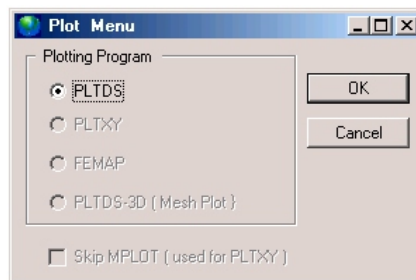 Plot Menu
Plotting Program
PLTDS
OK
PLTXY
Cancel
FEMAP
PLTDS-3D ( Mesh Plot }
Skip MPLOT ( used for PLTXY )